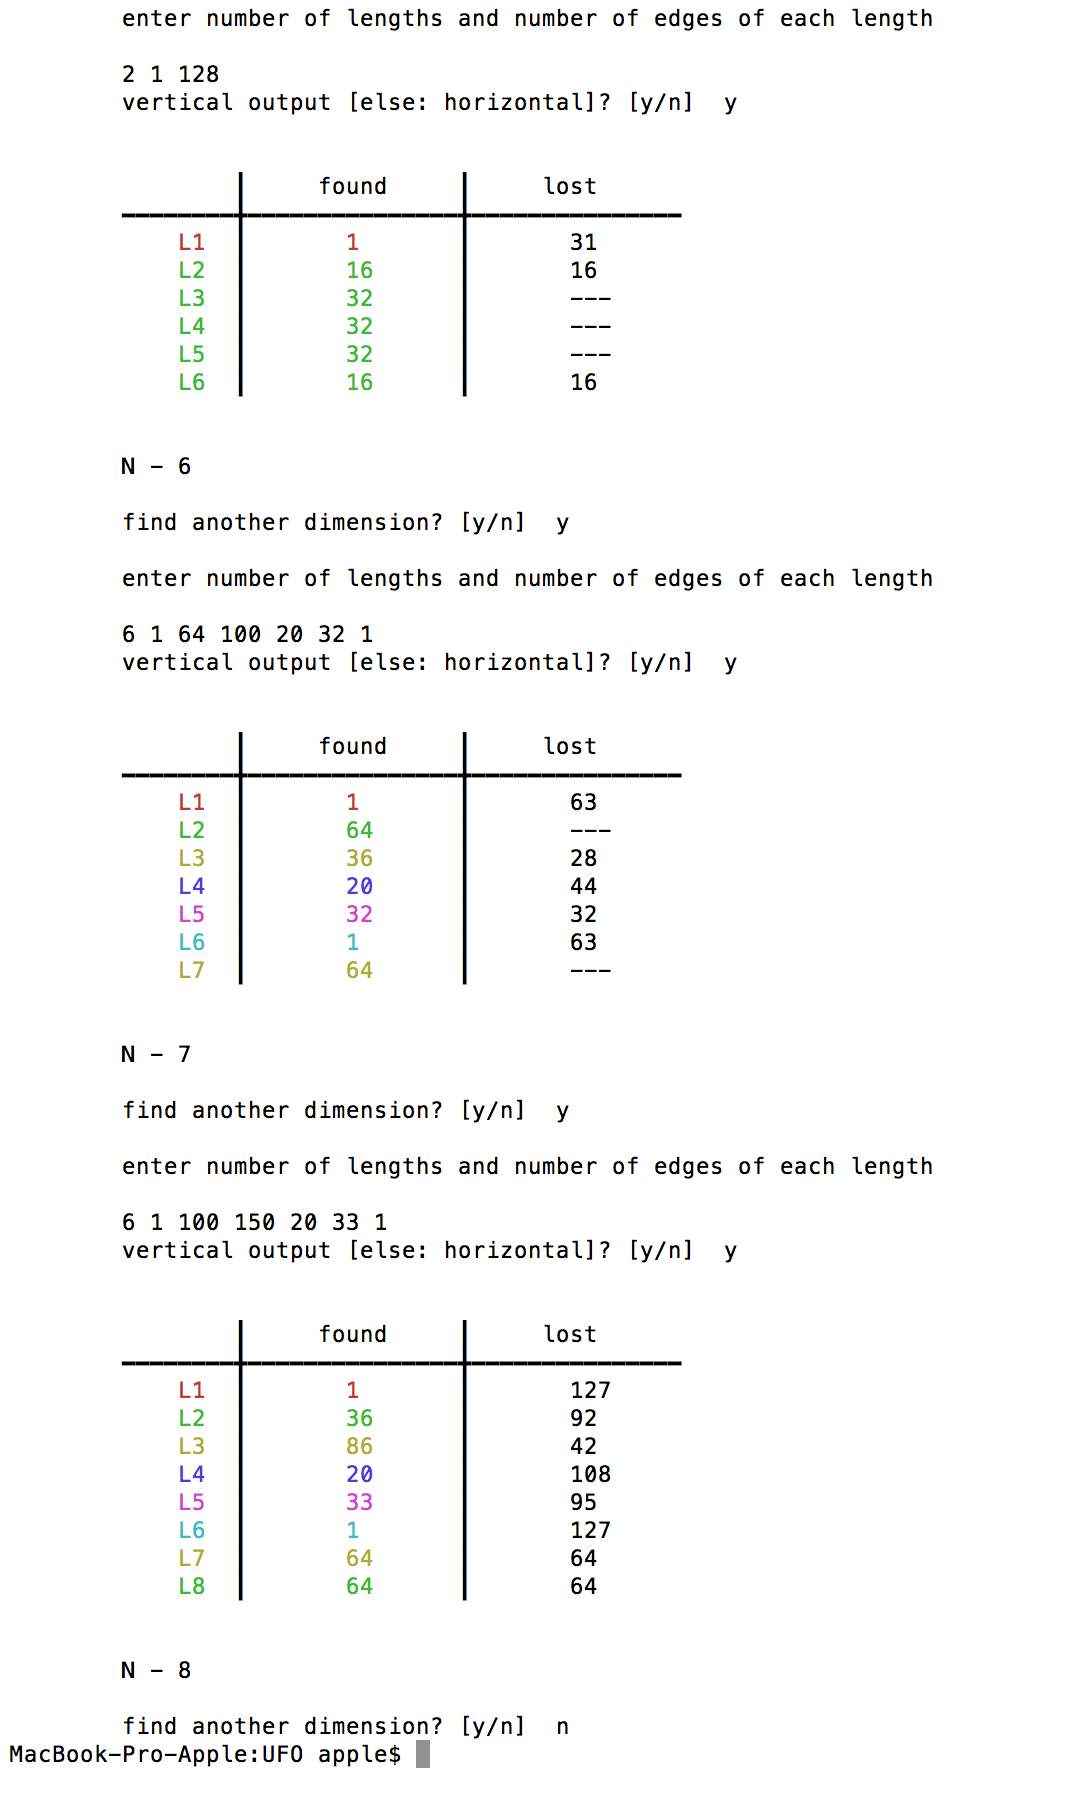 enter number of lengths and number of edges of each length
2 1 128
vertical output [else: horizontal]? [y/n]  y
found lost
L1 1 31
L2 16 16
L3 32 ---
L4 32 ---
L5 32 ---
L6 16 16
N - 6
find another dimension? [y/n]  y
enter number of lengths and number of edges of each length
6 1 64 100 20 32 1
vertical output [else: horizontal]? [y/n]  y
found lost
L1 1 63
L2 64 ---
L3 36 28
L4 20 44
L5 32 32
L6 1 63
L7 64 ---
N - 7
find another dimension? [y/n]  y
enter number of lengths and number of edges of each length
6 1 100 150 20 33 1
vertical output [else: horizontal]? [y/n]  y
found lost
L1 1 127
L2 36 92
L3 86 42
L4 20 108
L5 33 95
L6 1 127
L7 64 64
L8 64 64
N - 8
find another dimension? [y/n]  n
MacBook-Pro-Apple:UFO apple$